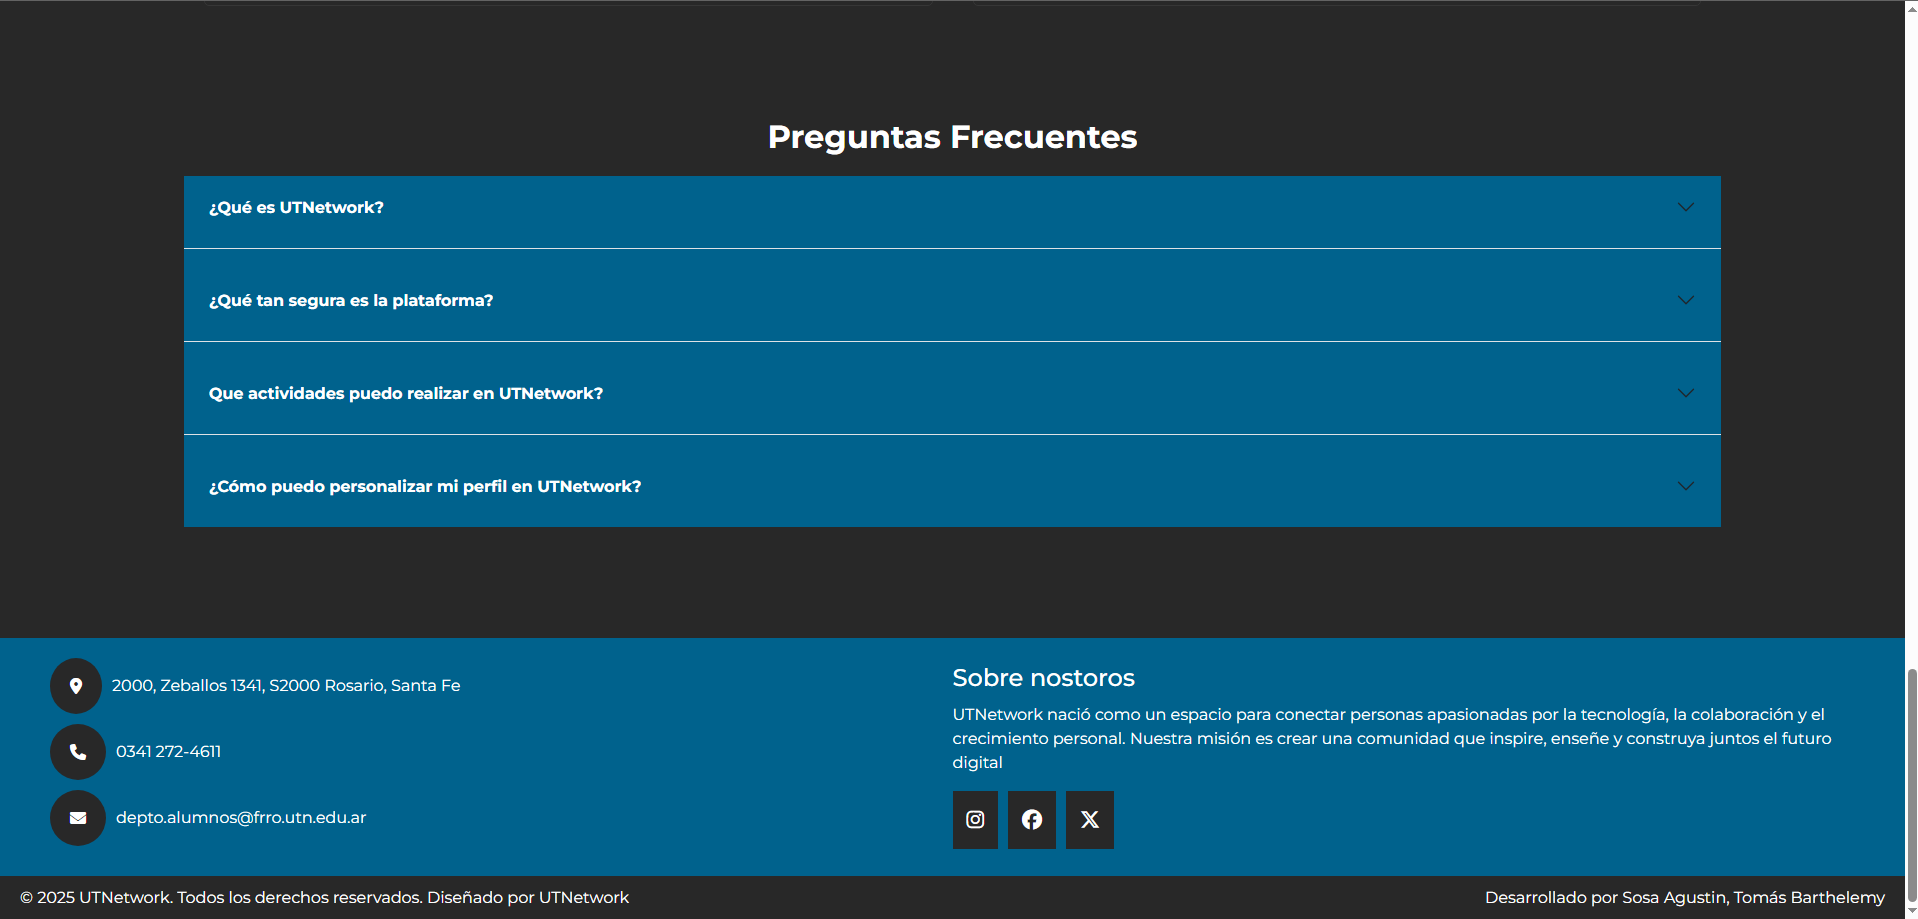 Preguntas Frecuentes
¿Qué es UTNetwork?
¿Qué tan segura es la plataforma?
Que actividades puedo realizar en UTNetwork?
¿Cómo puedo personalizar mi perfil en UTNetwork?
2000, Zeballos 1341, S2000 Rosario, Santa Fe
0341 272-4611
depto.alumnos@frro.utn.edu.ar
Sobre nostoros
UTNetwork nació como un espacio para conectar personas apasionadas por la tecnología, la colaboración y el
crecimiento personal. Nuestra misión es crear una comunidad que inspire, enseñe y construya juntos el futuro
digital
© 2025 UTNetwork. Todos los derechos reservados. Diseñado por UTNetwork
Desarrollado por Sosa Agustin, Tomás Barthelemy